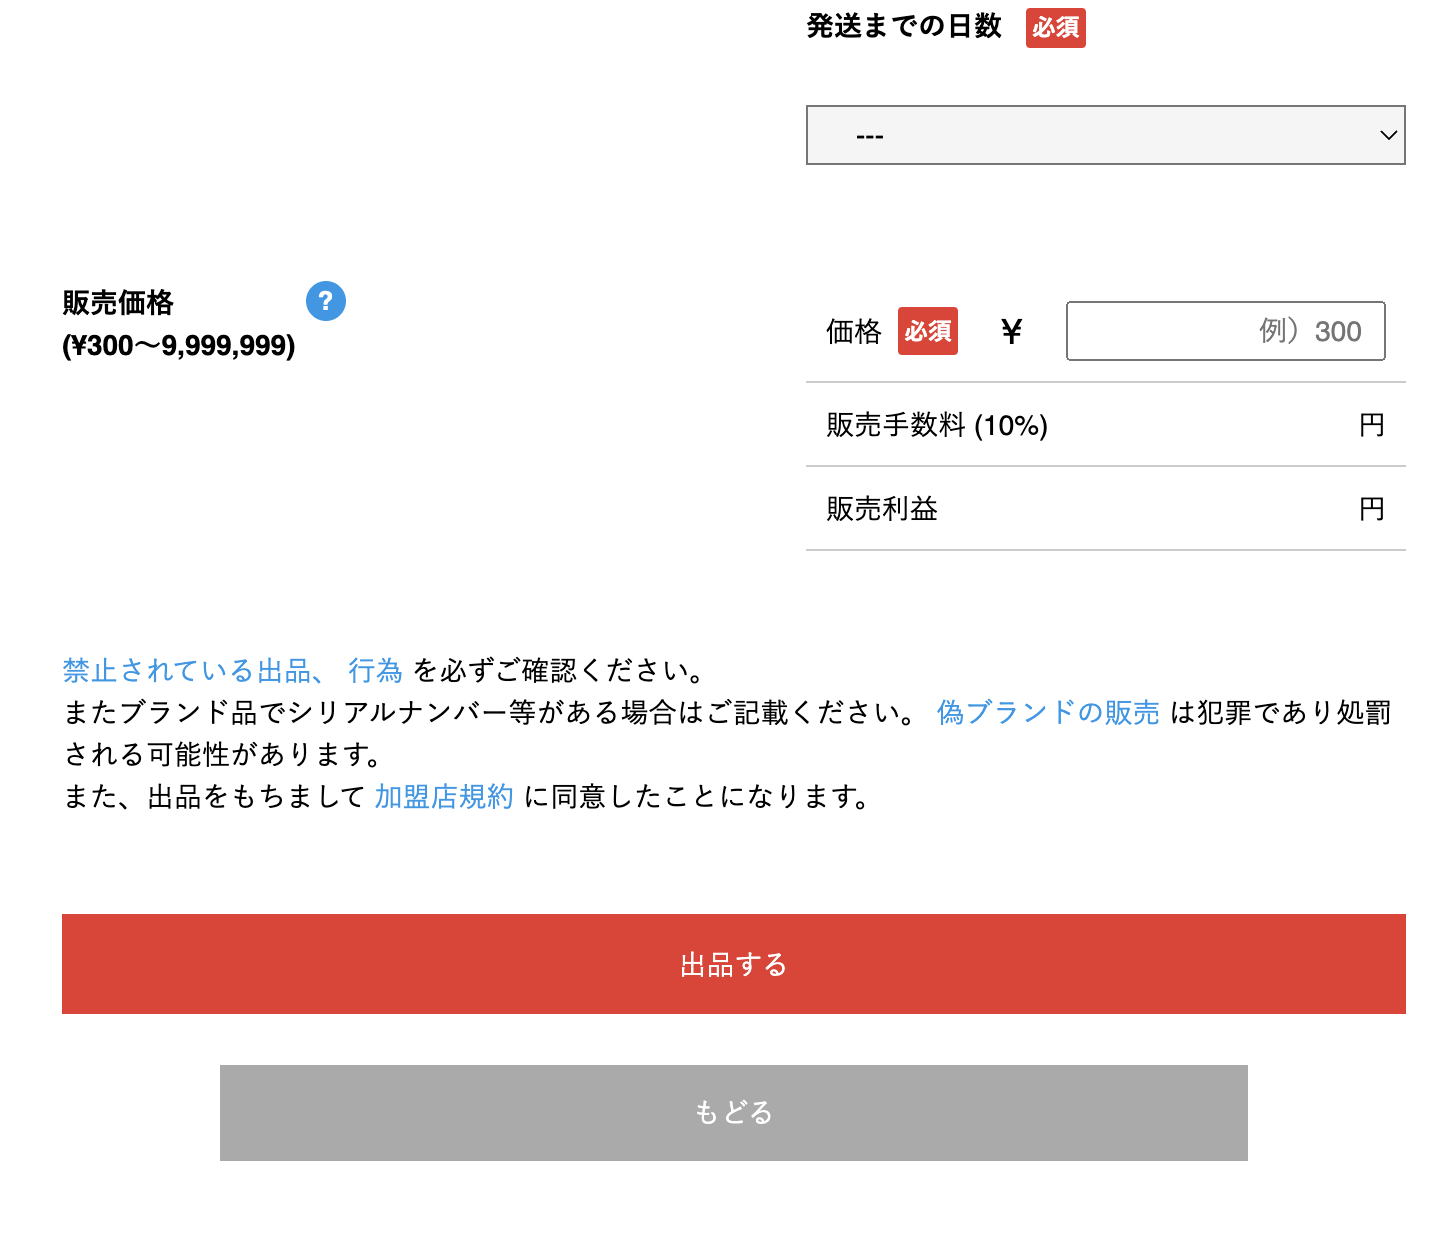 発送までの日数 必須
---
販売価格 ?
(¥300〜9,999,999)
価格 必須 ¥ 例）300
販売手数料 (10%) 円
販売利益 円
禁止されている出品、 行為 を必ずご確認ください。
またブランド品でシリアルナンバー等がある場合はご記載ください。 偽ブランドの販売 は犯罪であり処罰
される可能性があります。
また、出品をもちまして 加盟店規約 に同意したことになります。
出品する
もどる